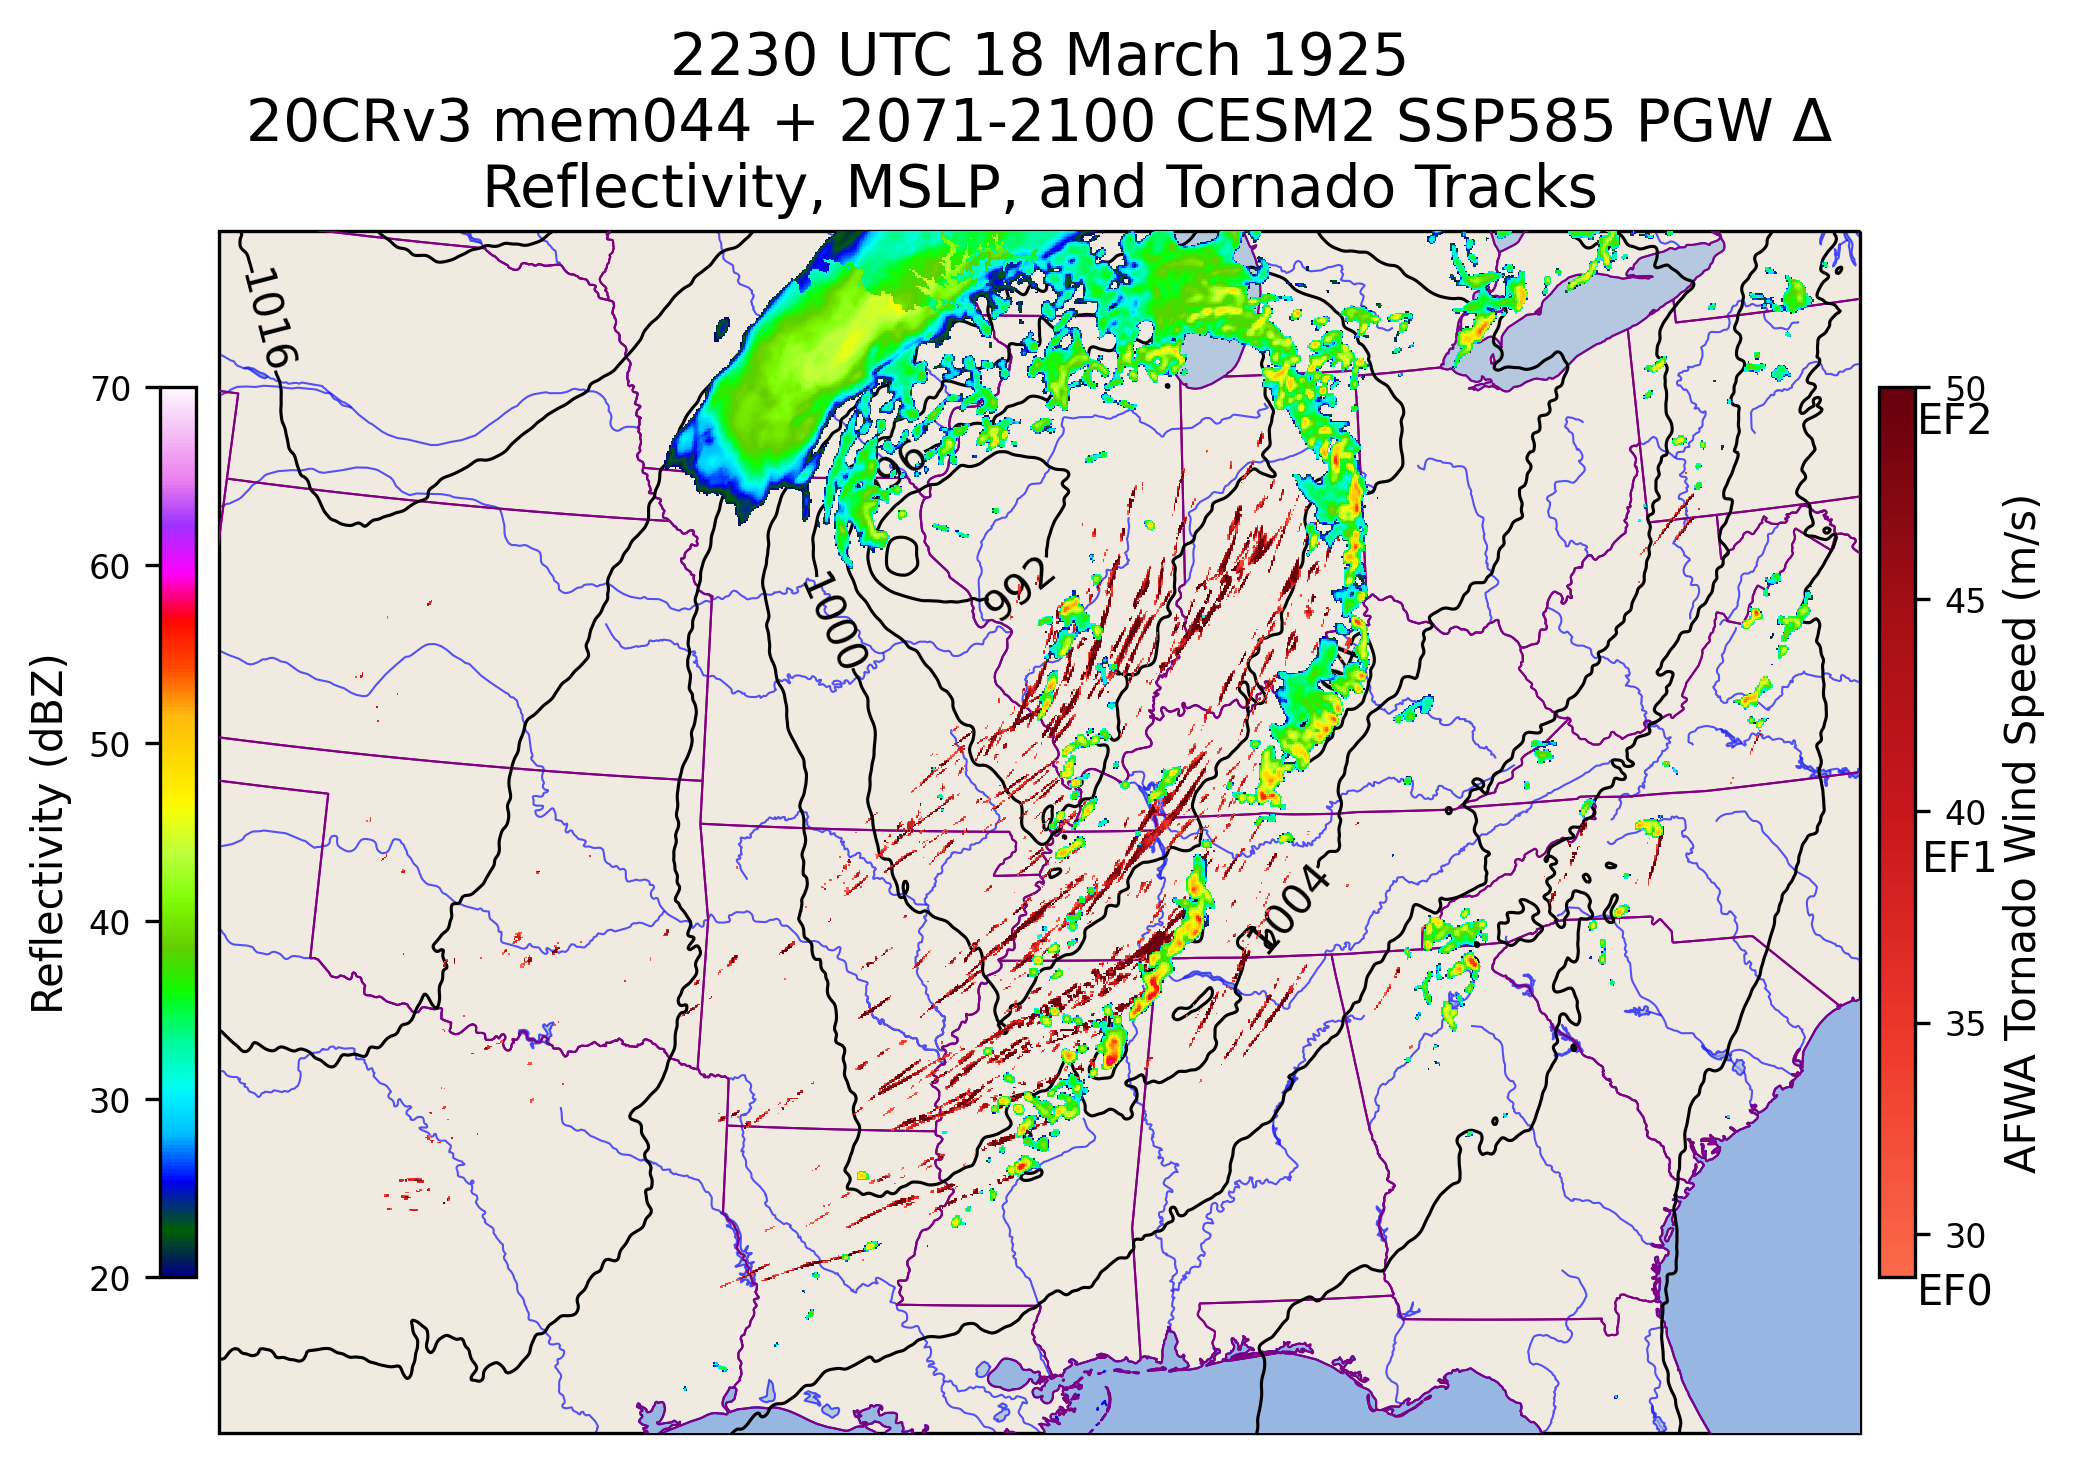 2230 UTC 18 March 1925
20CRv3 mem044 + 2071-2100 CESM2 SSP585 PGW Δ
Reflectivity, MSLP, and Tornado Tracks
1016
70
60
50
40
30
20
Reflectivity (dBZ)
96
992
1000
1004
50
EF2
45
40
EF1
35
30
EF0
AFWA Tornado Wind Speed (m/s)